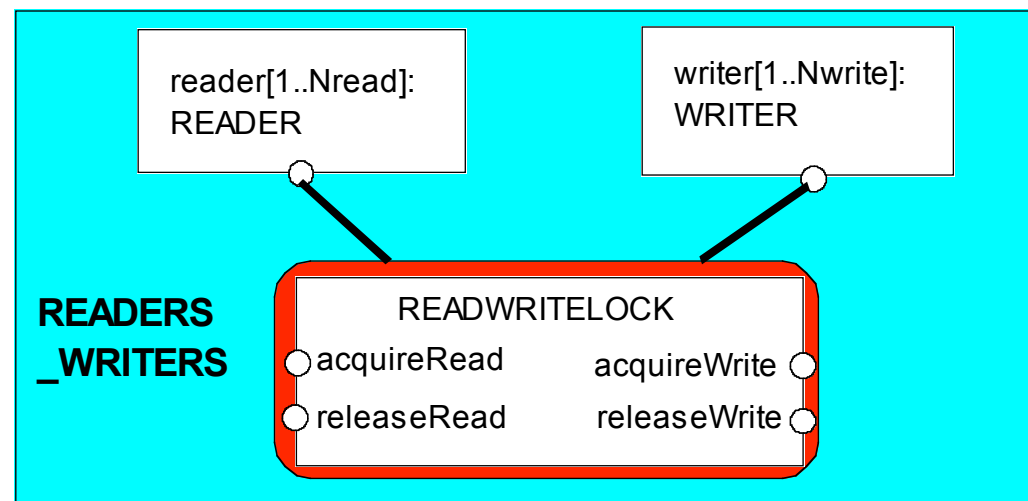 reader[1..Nread]:
READER
writer[1..Nwrite]:
WRITER
READERS
_WRITERS
READWRITELOCK
acquireRead
acquireWrite
releaseRead
releaseWrite